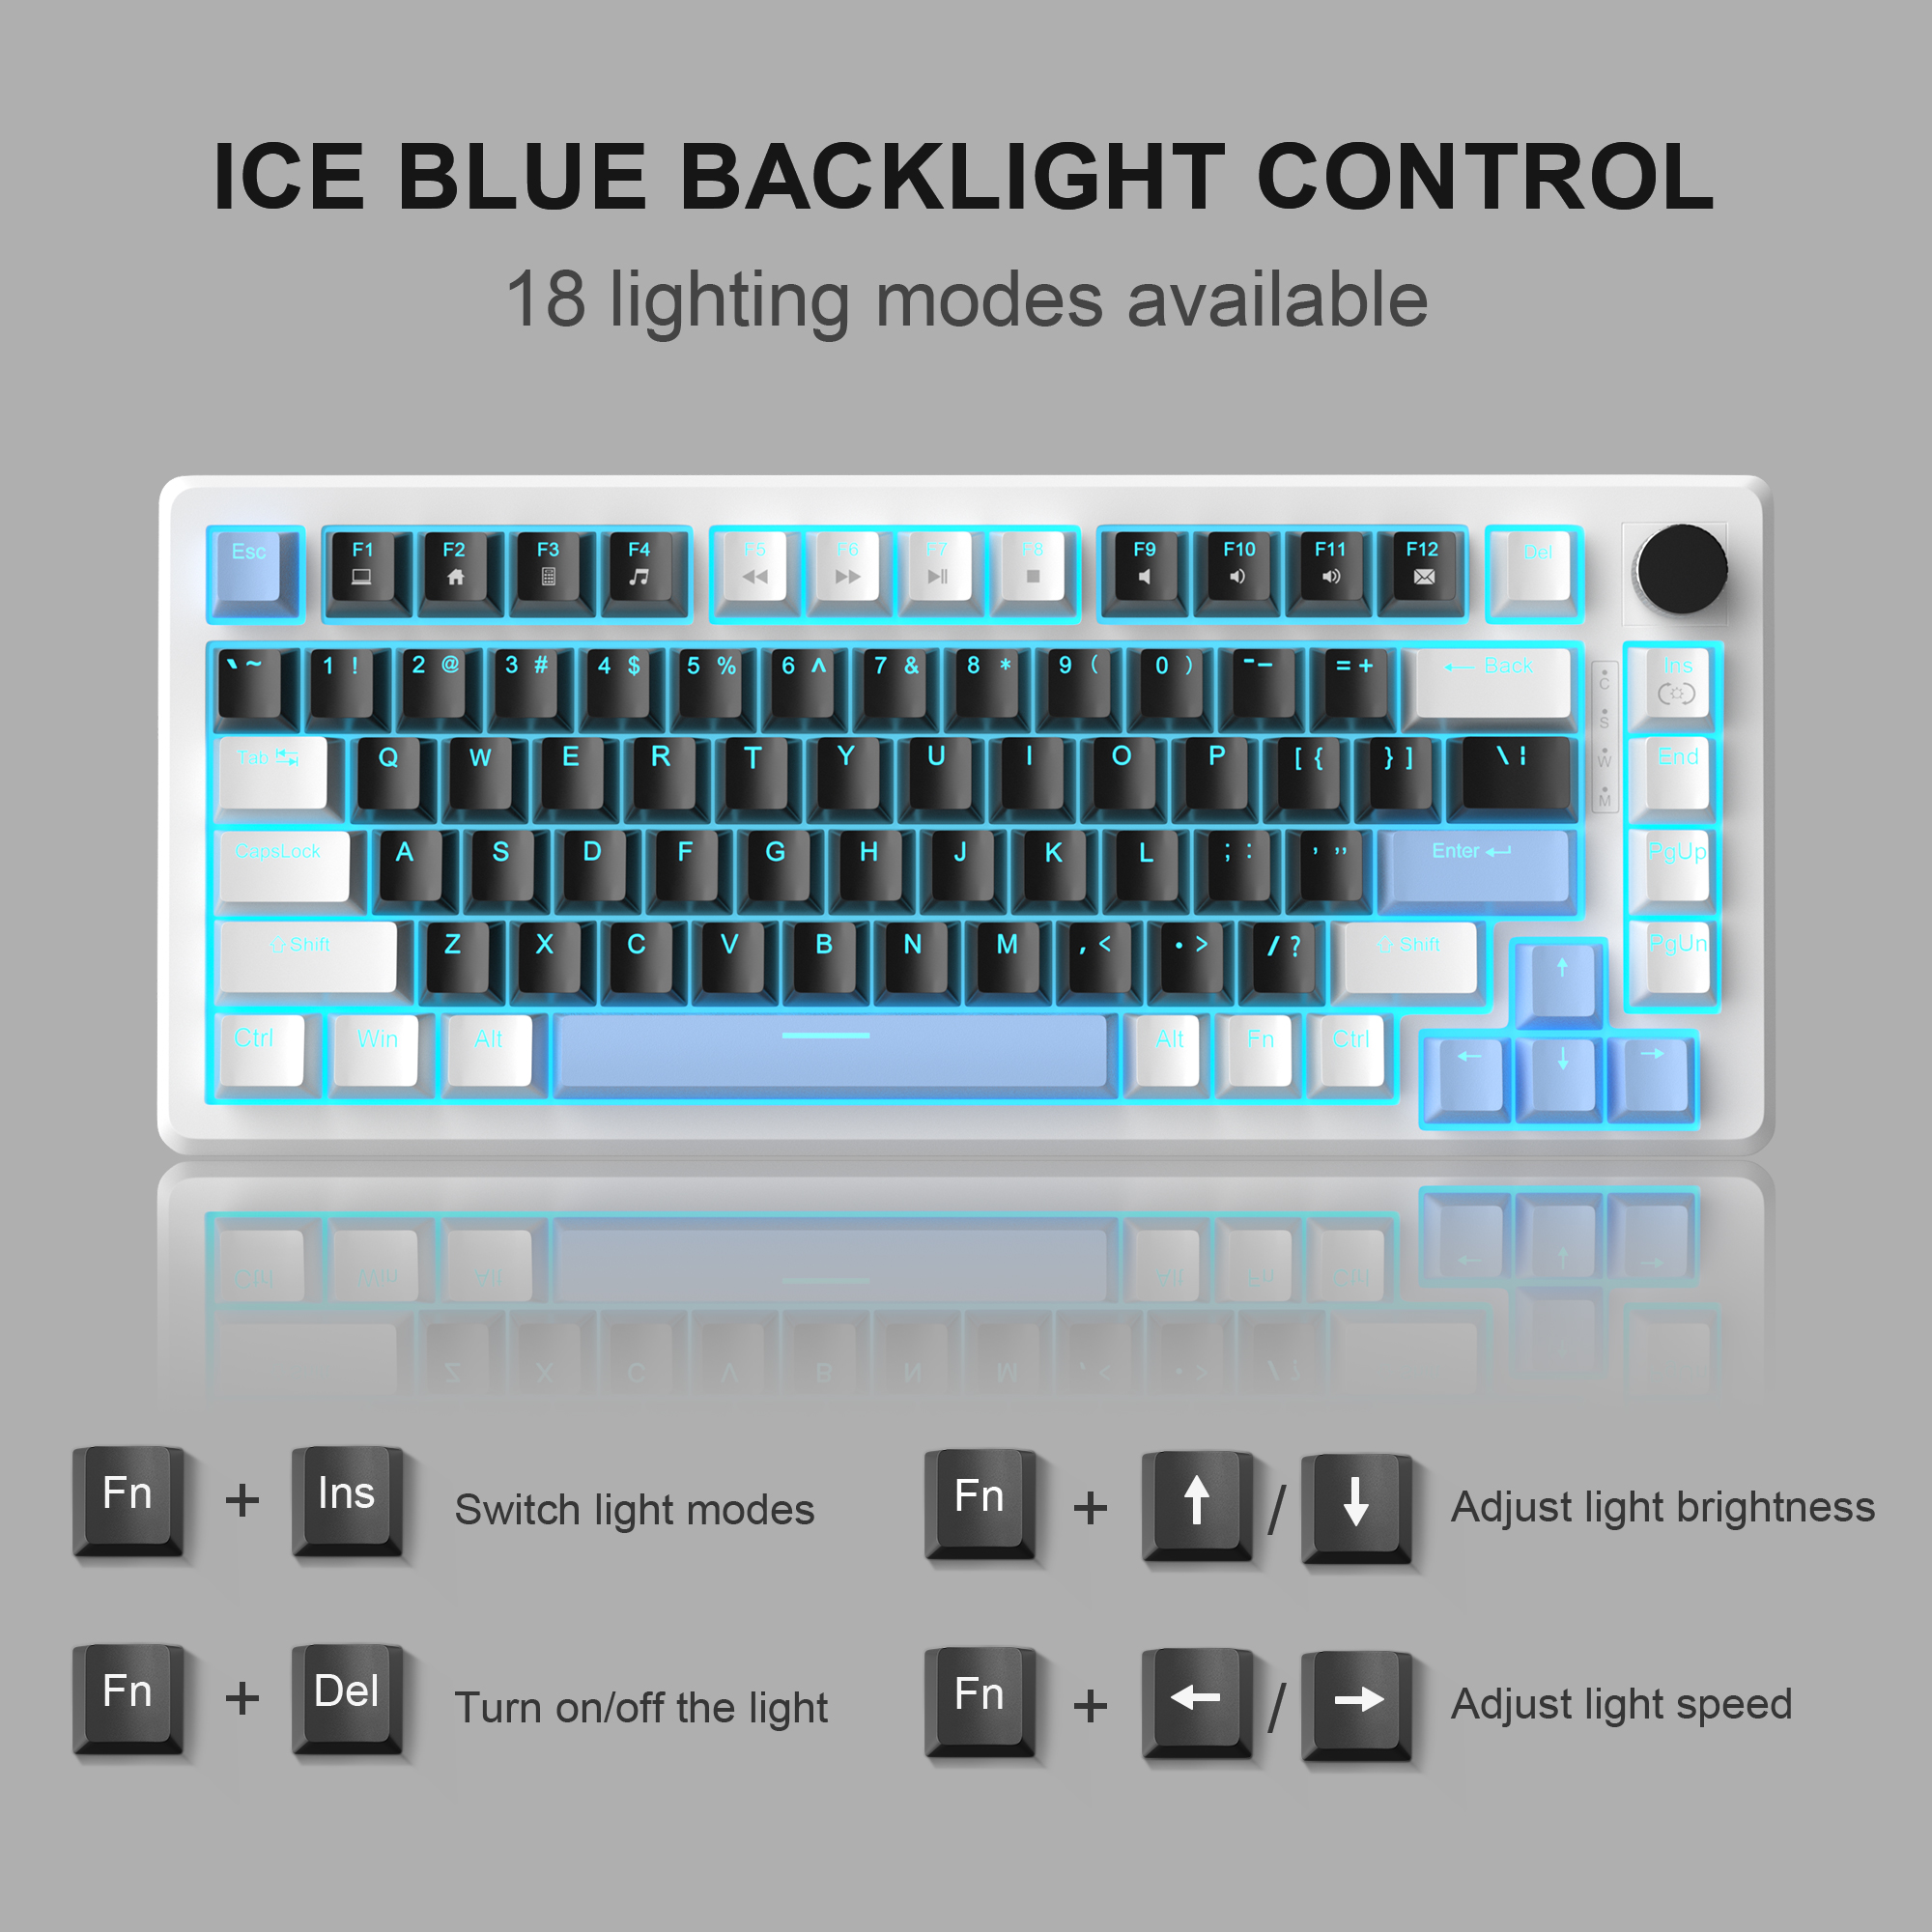 ICE BLUE BACKLIGHT CONTROL
18 lighting modes available
Esc F1 F2 F3 F4 F5 F6 F7 F8 F9 F10 F11 F12 Del
` ~ 1 ! 2 @ 3 # 4 $ 5 % 6 ^ 7 & 8 * 9 ( 0 ) - – = + ← Back Ins
Tab Q W E R T Y U I O P [ { } ] \ ¦ End
CapsLock A S D F G H J K L ; : ' ,, Enter PgUp
⇧ Shift Z X C V B N M , < . > / ? ⇧ Shift ↑ PgUn
Ctrl Win Alt Alt Fn Ctrl ← ↓ →
C
S
W
M
Fn + Ins Switch light modes
Fn + ↑ / ↓ Adjust light brightness
Fn + Del Turn on/off the light
Fn + ← / → Adjust light speed